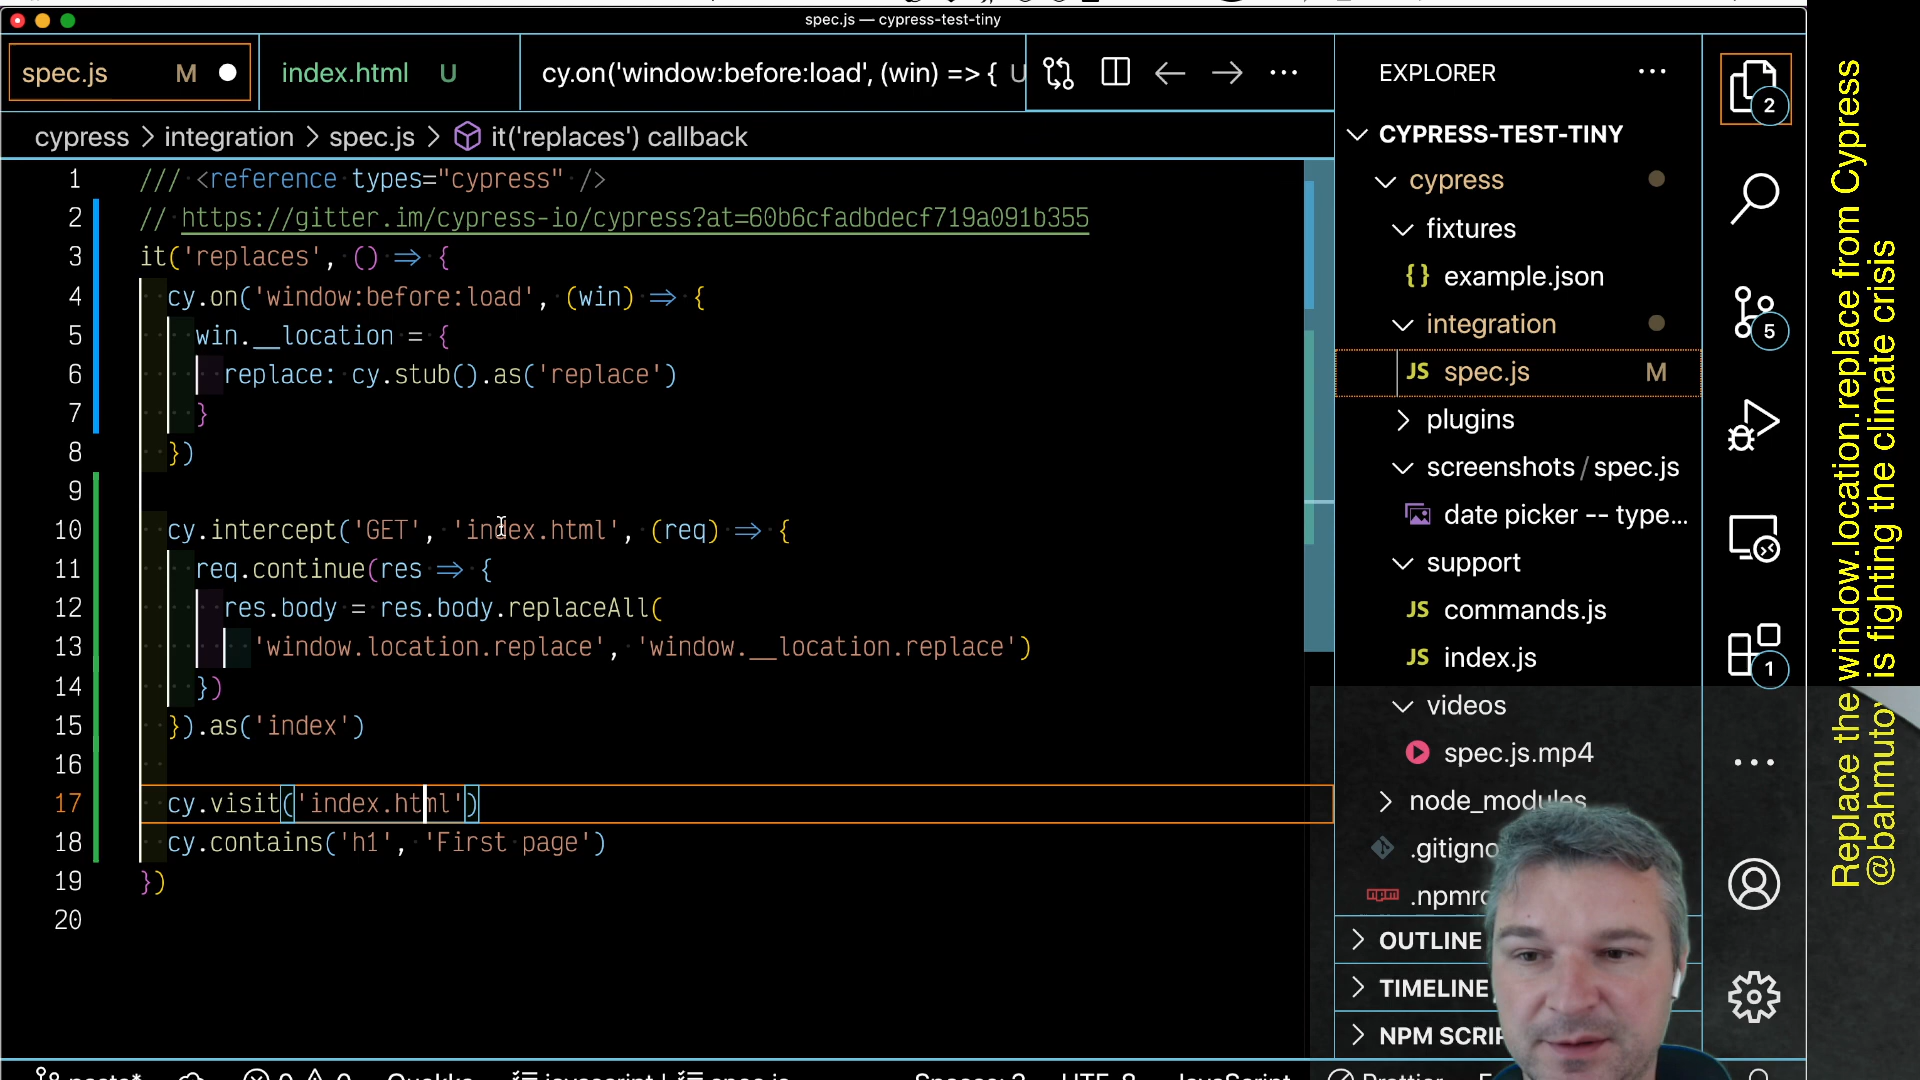 spec.js — cypress-test-tiny
spec.js M
index.html U
cy.on('window:before:load', (win) => { U
cypress > integration > spec.js > it('replaces') callback
1 /// <reference types="cypress" />
2 // https://gitter.im/cypress-io/cypress?at=60b6cfadbdecf719a091b355
3 it('replaces', () => {
4 cy.on('window:before:load', (win) => {
5 win.__location = {
6 replace: cy.stub().as('replace')
7 }
8 })
9
10 cy.intercept('GET', 'index.html', (req) => {
11 req.continue(res => {
12 res.body = res.body.replaceAll(
13 'window.location.replace', 'window.__location.replace')
14 })
15 }).as('index')
16
17 cy.visit('index.html')
18 cy.contains('h1', 'First page')
19 })
20
EXPLORER
CYPRESS-TEST-TINY
cypress
fixtures
{} example.json
integration
JS spec.js M
plugins
screenshots / spec.js
date picker -- type...
support
JS commands.js
JS index.js
videos
spec.js.mp4
node_modules
.gitigno
.npmrc
OUTLINE
TIMELINE
NPM SCRIP
2
5
1
Replace the window.location.replace from Cypress
@bahmutov is fighting the climate crisis